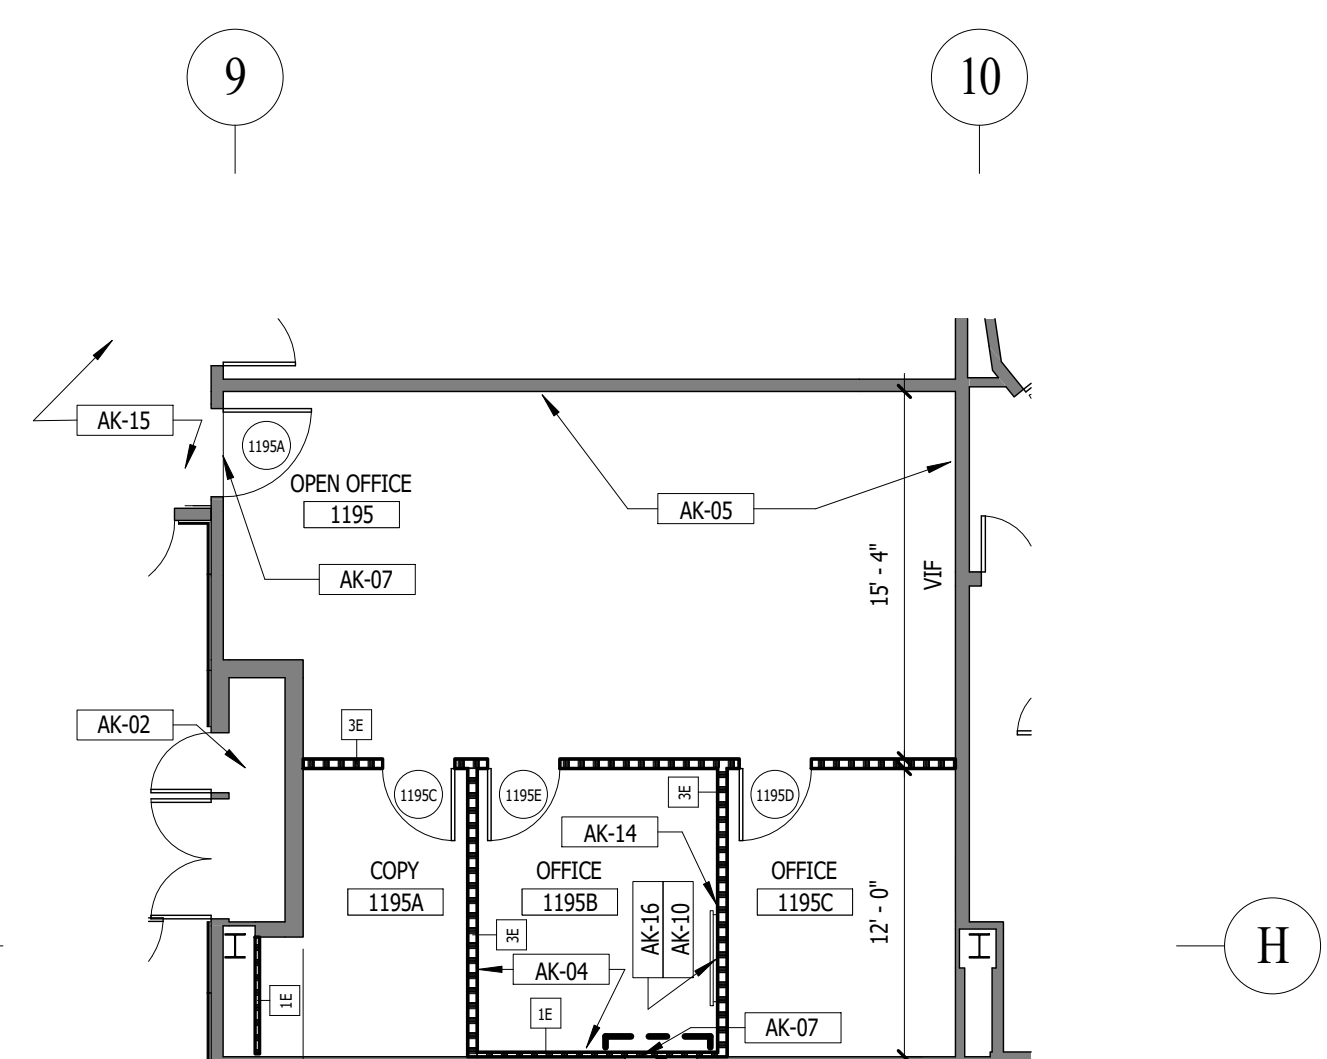 9
10
AK-15
1195A
OPEN OFFICE
1195
AK-05
AK-07
15' - 4"
VIF
AK-02
3E
1195C
1195E
3E
1195D
AK-14
COPY
1195A
OFFICE
1195B
OFFICE
1195C
AK-16
AK-10
12' - 0"
3E
H
AK-04
1E
1E
AK-07